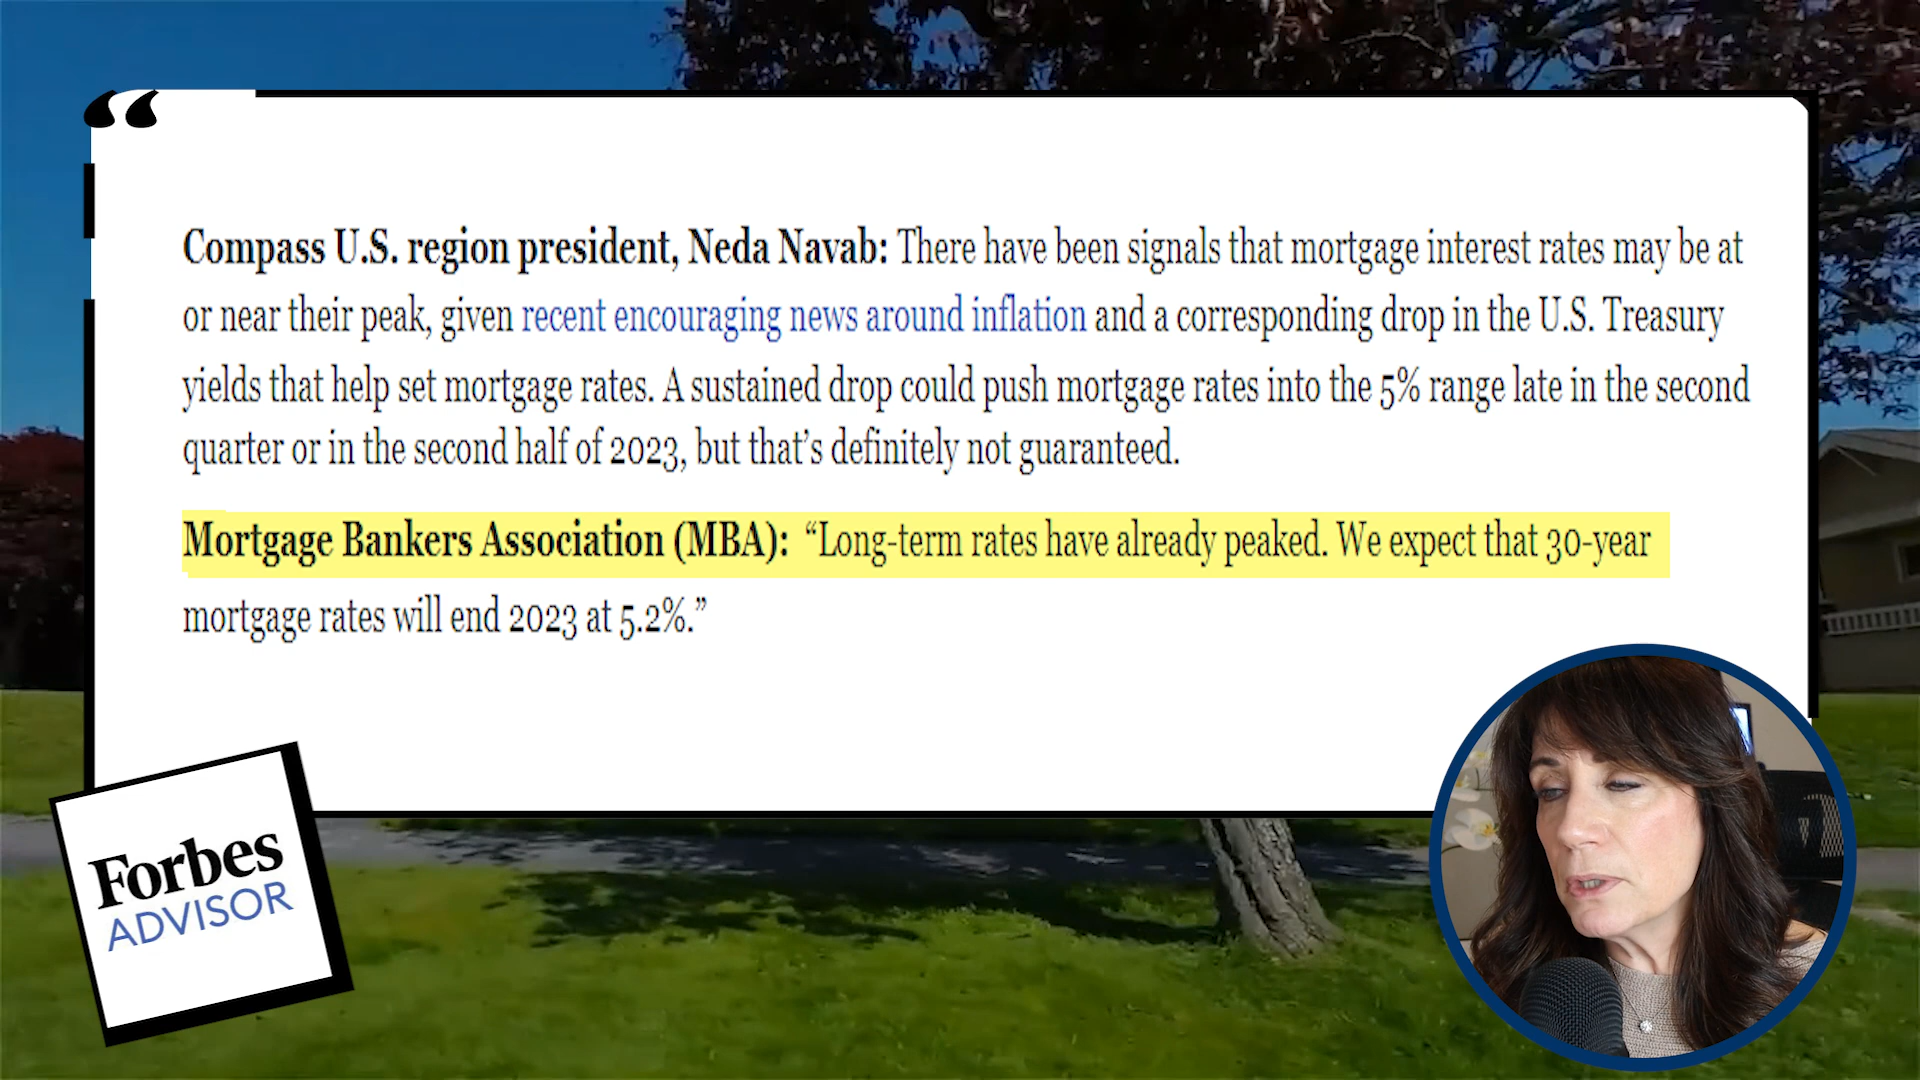 “
Compass U.S. region president, Neda Navab: There have been signals that mortgage interest rates may be at
or near their peak, given recent encouraging news around inflation and a corresponding drop in the U.S. Treasury
yields that help set mortgage rates. A sustained drop could push mortgage rates into the 5% range late in the second
quarter or in the second half of 2023, but that’s definitely not guaranteed.
Mortgage Bankers Association (MBA): “Long-term rates have already peaked. We expect that 30-year
mortgage rates will end 2023 at 5.2%.”
Forbes
ADVISOR